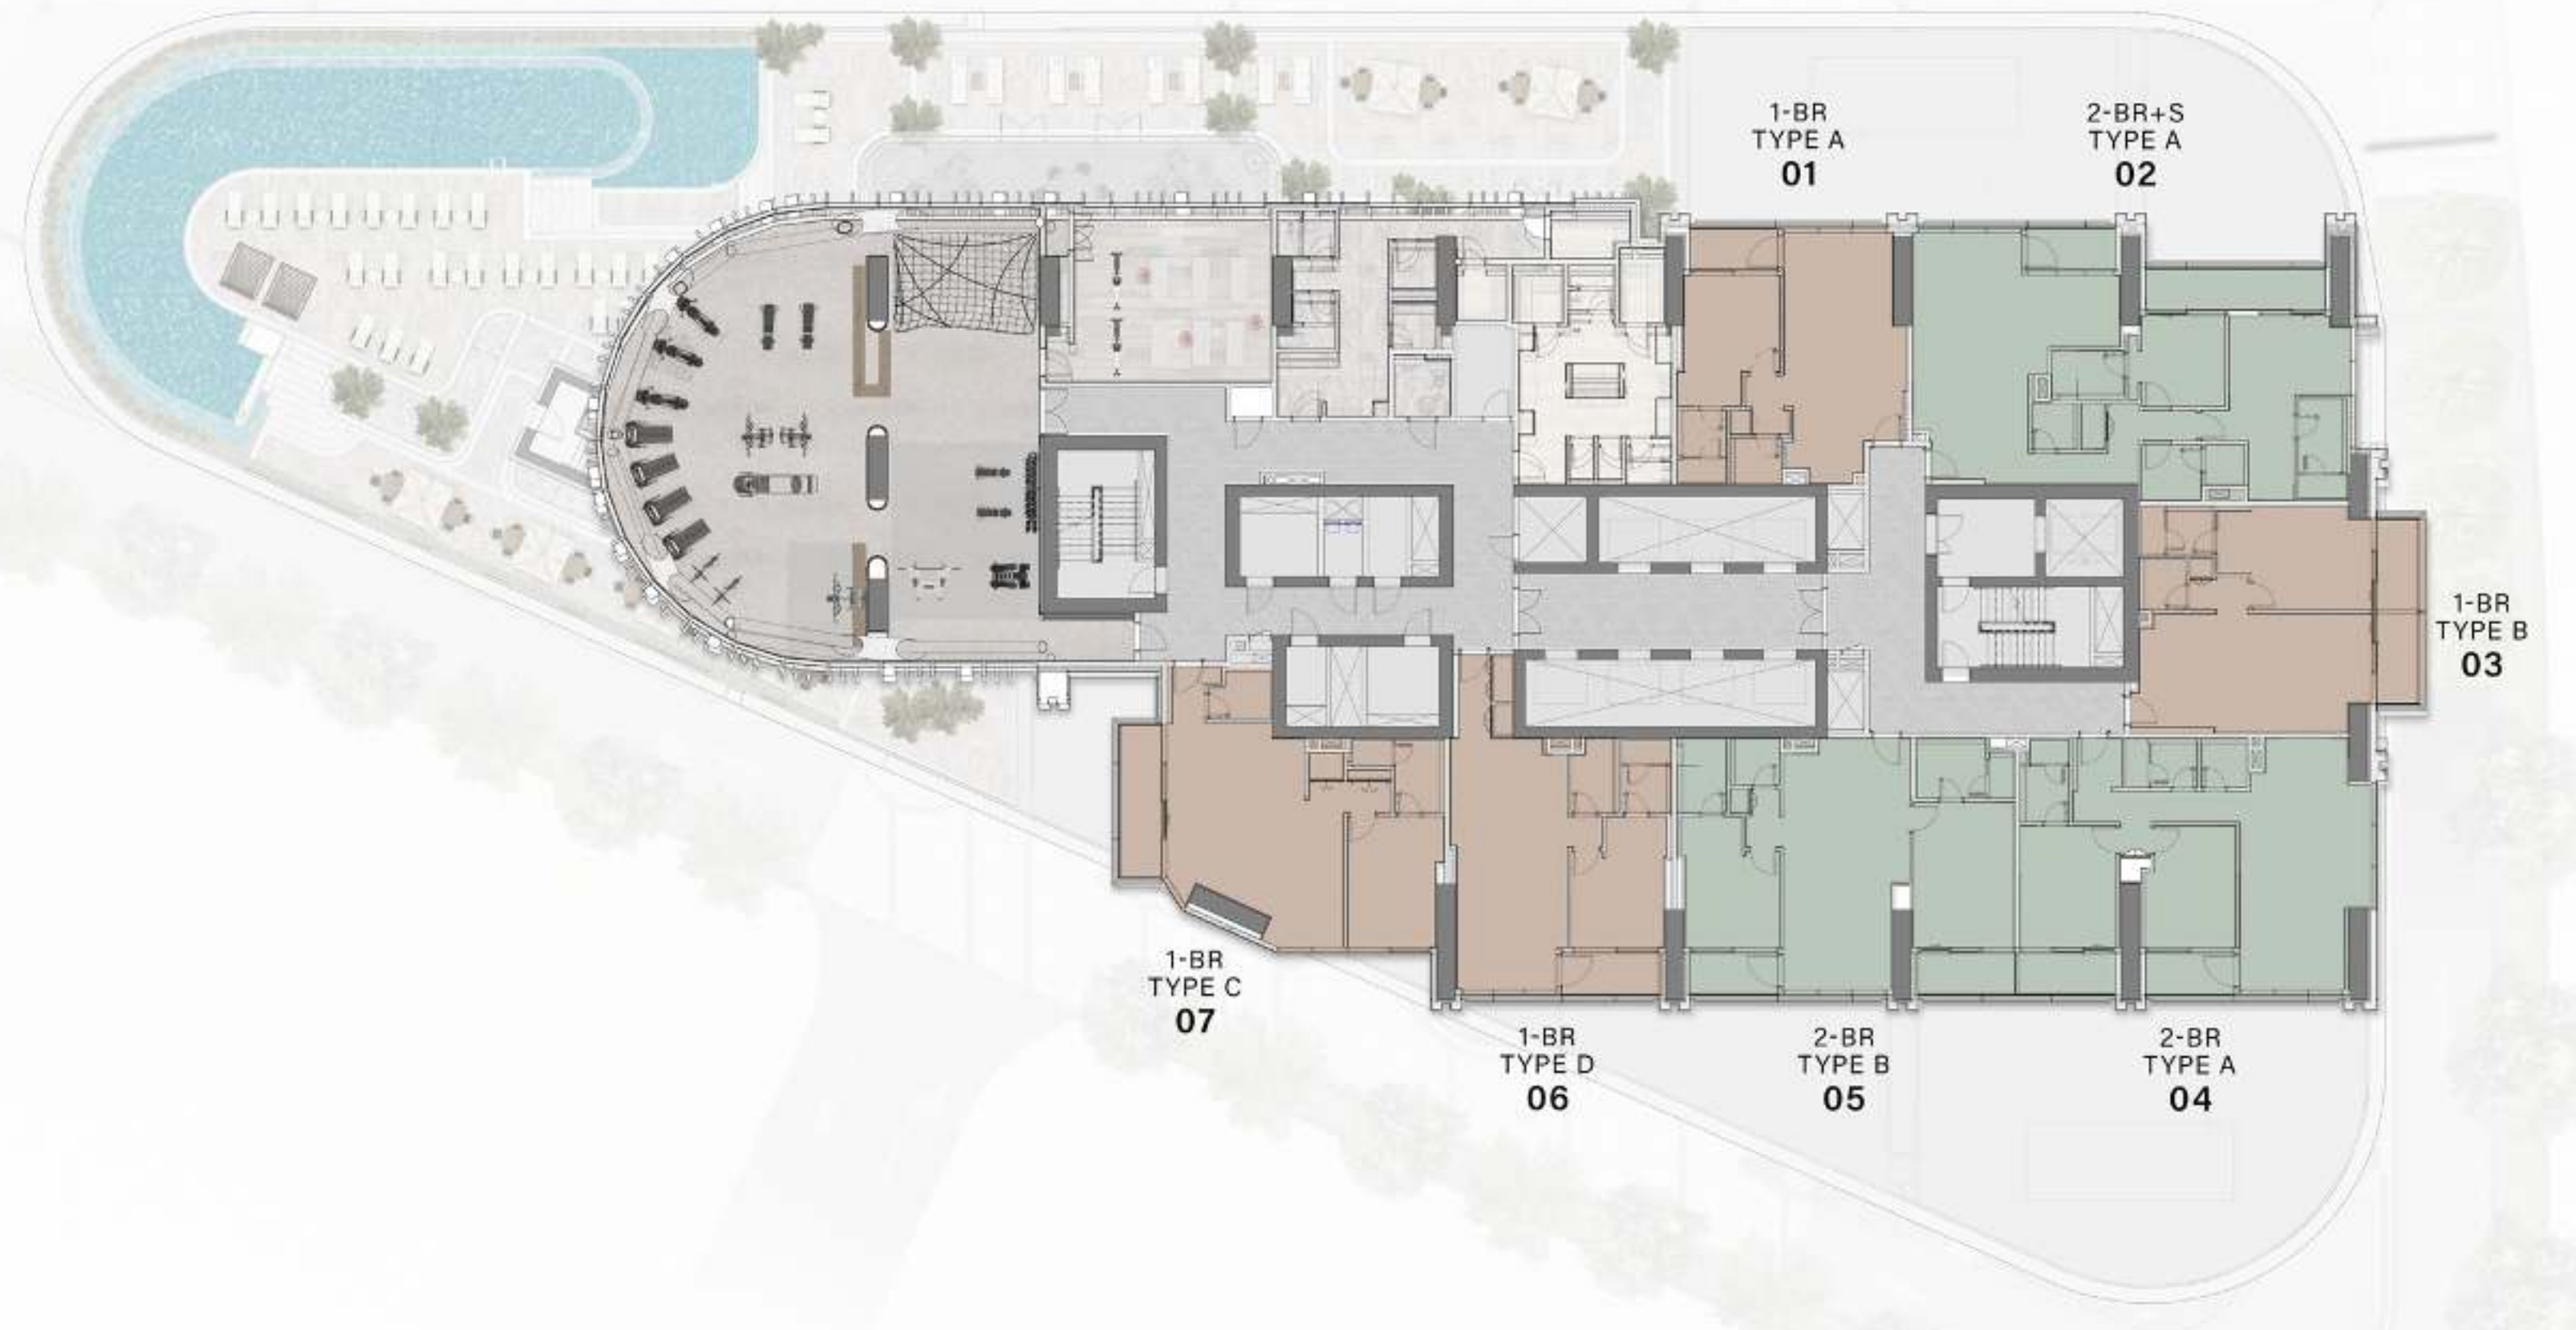 1-BR
TYPE A
01
2-BR+S
TYPE A
02
1-BR
TYPE B
03
1-BR
TYPE C
07
1-BR
TYPE D
06
2-BR
TYPE B
05
2-BR
TYPE A
04